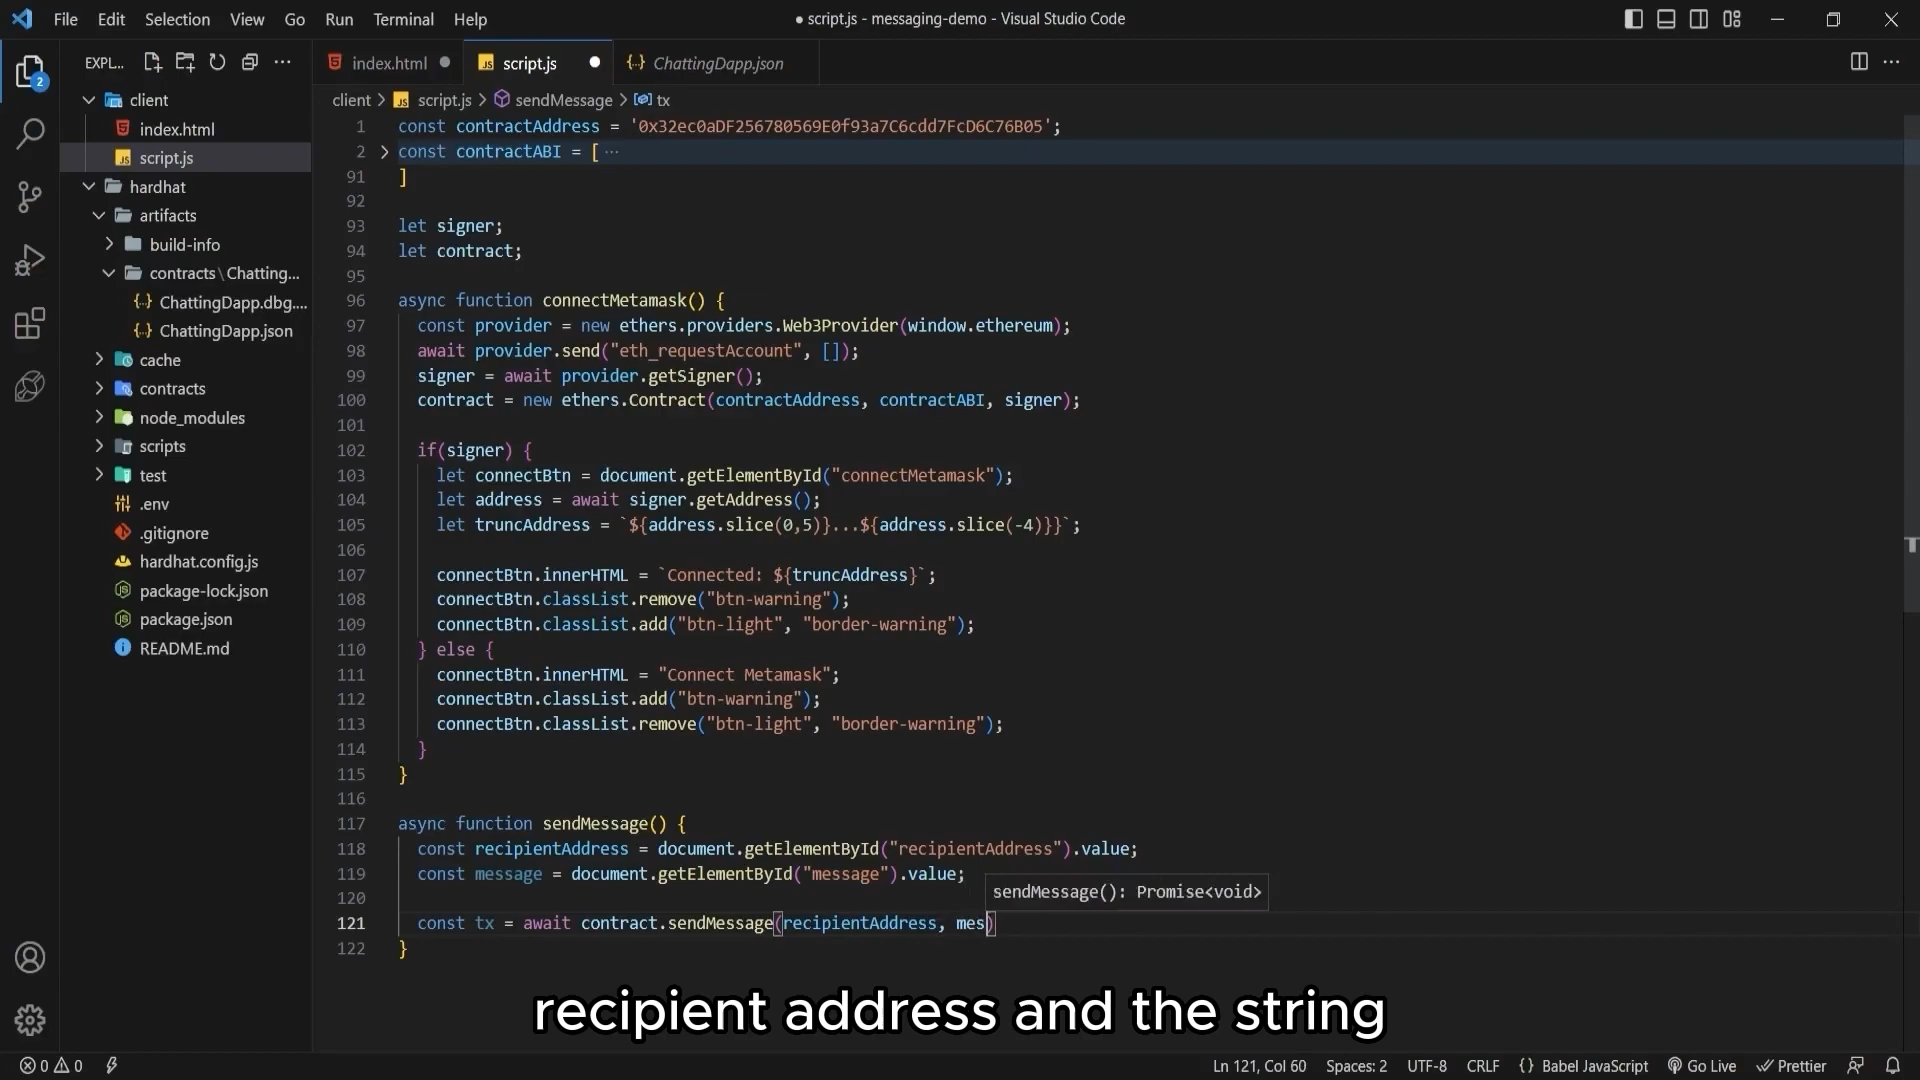 File Edit Selection View Go Run Terminal Help
● script.js - messaging-demo - Visual Studio Code
EXPL...
index.html
script.js
ChattingDapp.json
client > script.js > sendMessage > tx
2
client
index.html
script.js
hardhat
artifacts
build-info
contracts\Chatting...
ChattingDapp.dbg....
ChattingDapp.json
cache
contracts
node_modules
scripts
test
.env
.gitignore
hardhat.config.js
package-lock.json
package.json
README.md
1 const contractAddress = '0x32ec0aDF256780569E0f93a7C6cdd7FcD6C76B05';
2 const contractABI = [ ...
91 ]
92
93 let signer;
94 let contract;
95
96 async function connectMetamask() {
97 const provider = new ethers.providers.Web3Provider(window.ethereum);
98 await provider.send("eth_requestAccount", []);
99 signer = await provider.getSigner();
100 contract = new ethers.Contract(contractAddress, contractABI, signer);
101
102 if(signer) {
103 let connectBtn = document.getElementById("connectMetamask");
104 let address = await signer.getAddress();
105 let truncAddress = `${address.slice(0,5)}...${address.slice(-4)}}`;
106
107 connectBtn.innerHTML = `Connected: ${truncAddress}`;
108 connectBtn.classList.remove("btn-warning");
109 connectBtn.classList.add("btn-light", "border-warning");
110 } else {
111 connectBtn.innerHTML = "Connect Metamask";
112 connectBtn.classList.add("btn-warning");
113 connectBtn.classList.remove("btn-light", "border-warning");
114 }
115 }
116
117 async function sendMessage() {
118 const recipientAddress = document.getElementById("recipientAddress").value;
119 const message = document.getElementById("message").value;
sendMessage(): Promise<void>
120
121 const tx = await contract.sendMessage(recipientAddress, mes)
122 }
recipient address and the string
0 0
Ln 121, Col 60 Spaces: 2 UTF-8 CRLF {} Babel JavaScript Go Live Prettier